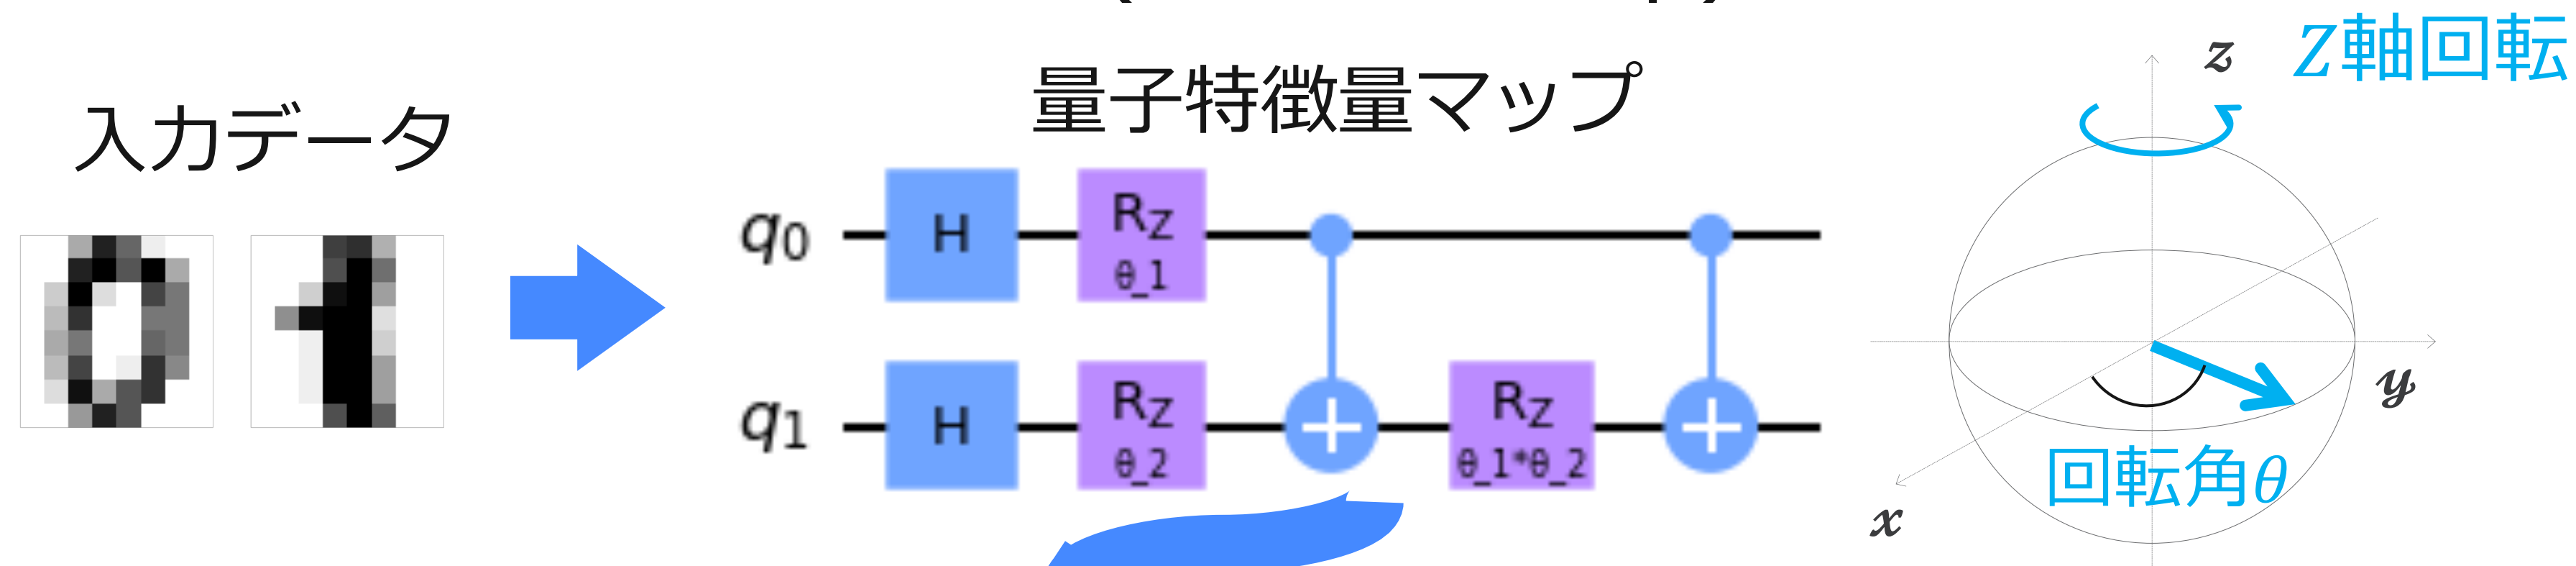 入力データ
量子特徴量マップ
q0
H
RZ
θ_1
q1
H
RZ
θ_2
RZ
θ_1*θ_2
Z軸回転
z
y
x
回転角θ